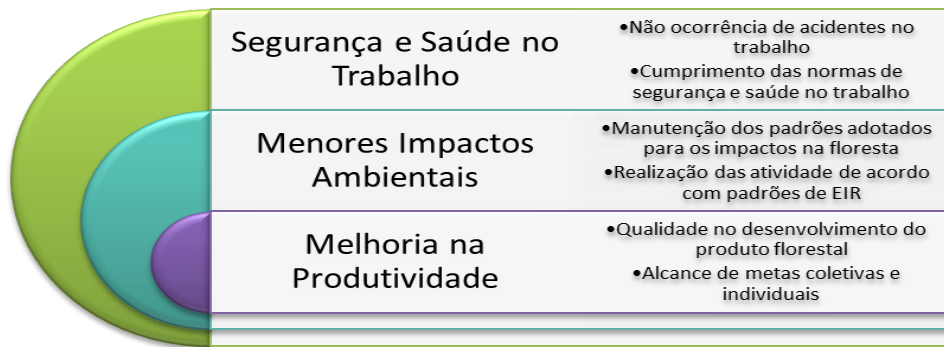 Segurança e Saúde no
Trabalho
•Não ocorrência de acidentes no
trabalho
•Cumprimento das normas de
segurança e saúde no trabalho
Menores Impactos
Ambientais
•Manutenção dos padrões adotados
para os impactos na floresta
•Realização das atividade de acordo
com padrões de EIR
Melhoria na
Produtividade
•Qualidade no desenvolvimento do
produto florestal
•Alcance de metas coletivas e
individuais